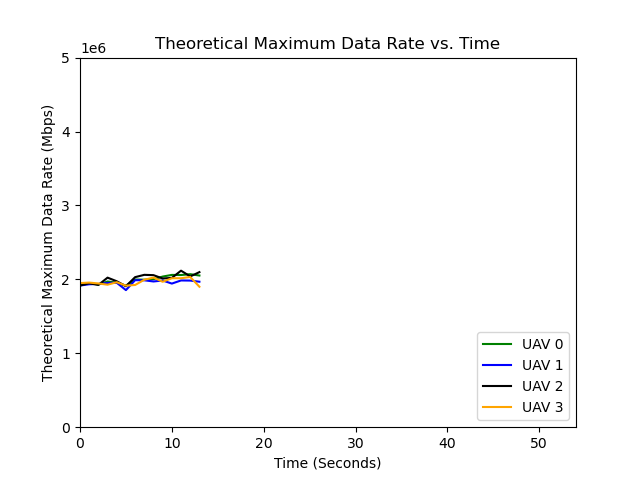 Theoretical Maximum Data Rate vs. Time
1e6
5
4
3
2
1
0
Theoretical Maximum Data Rate (Mbps)
0 10 20 30 40 50
Time (Seconds)
UAV 0
UAV 1
UAV 2
UAV 3